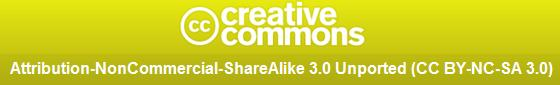 cc creative
commons
Attribution-NonCommercial-ShareAlike 3.0 Unported (CC BY-NC-SA 3.0)